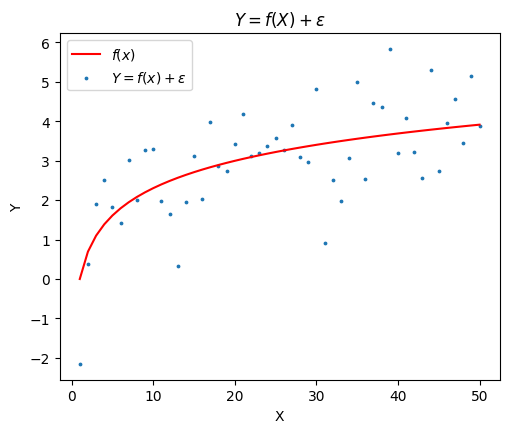 Y = f(X) + ε
f(x)
Y = f(x) + ε
6
5
4
3
2
1
0
−1
−2
Y
0 10 20 30 40 50
X